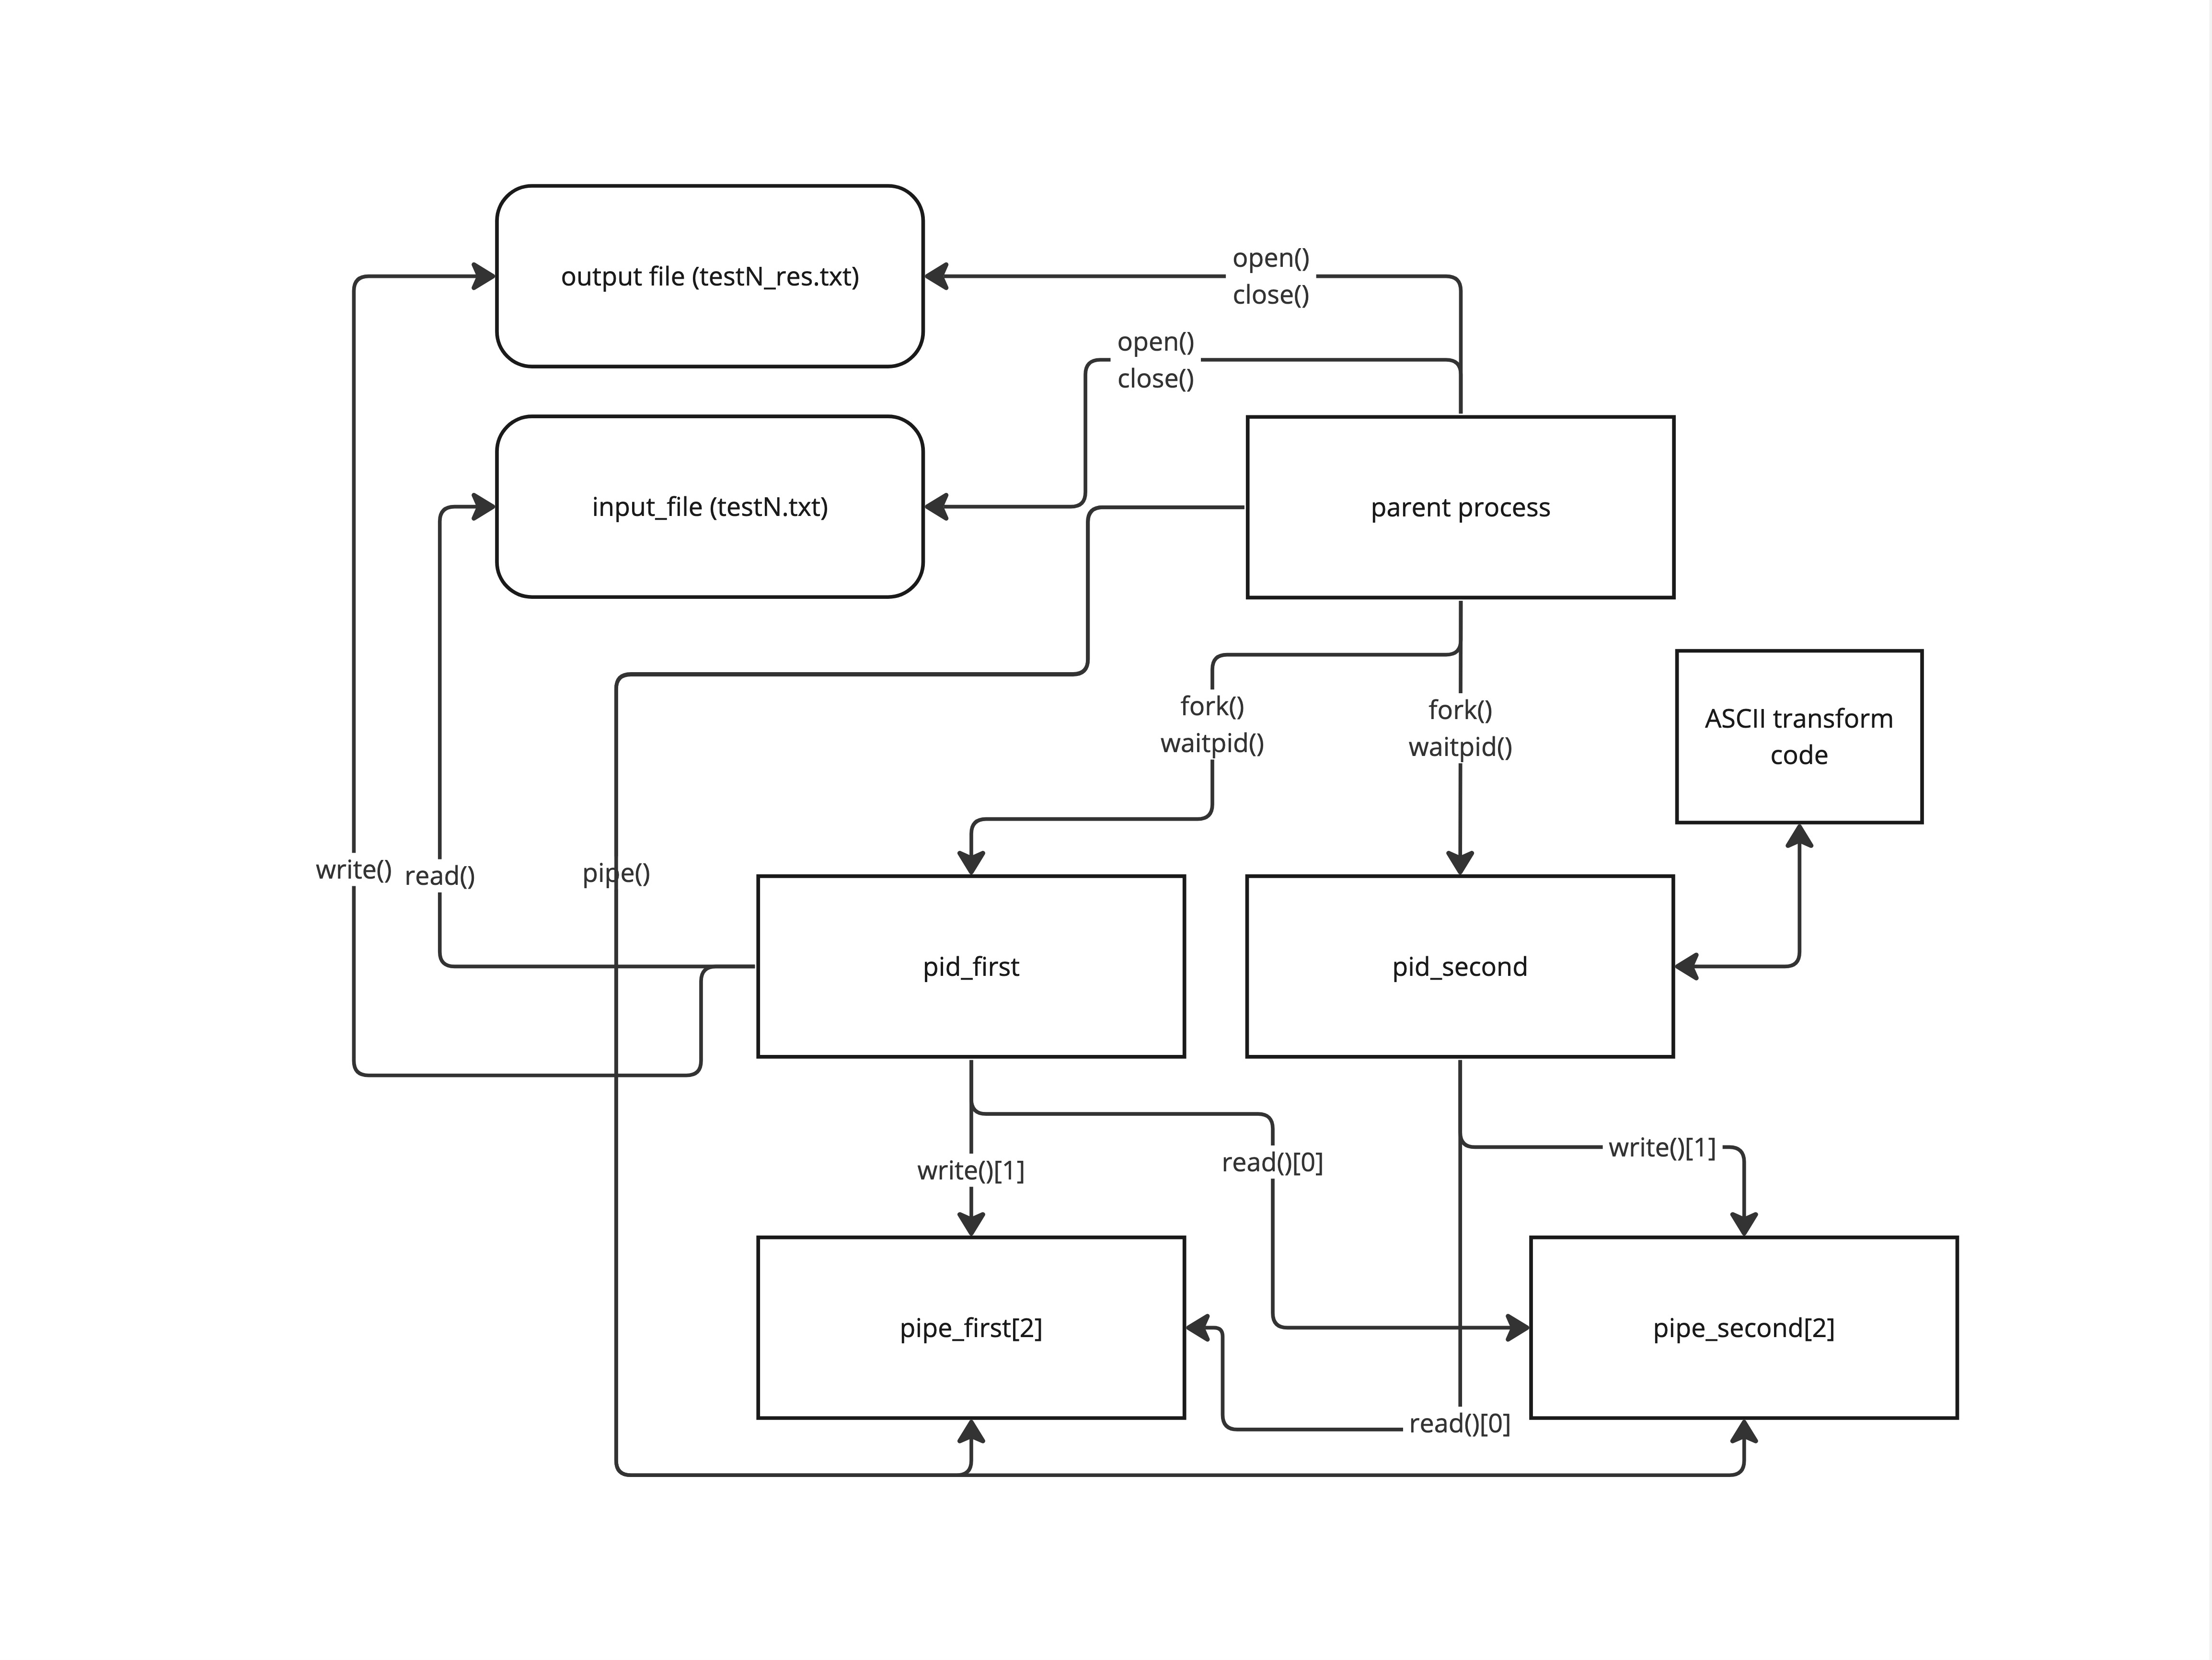 output file (testN_res.txt)
open()
close()
open()
close()
input_file (testN.txt)
parent process
fork()
waitpid()
fork()
waitpid()
ASCII transform
code
write()
read()
pipe()
pid_first
pid_second
write()[1]
read()[0]
write()[1]
pipe_first[2]
pipe_second[2]
read()[0]